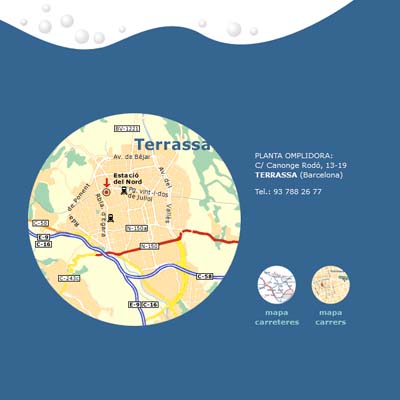 BV-1221
Terrassa
Av. de Béjar
Estació
del Nord
Pg. vint-i-dos
de Juliol
Av. del Vallès
Rda. de Ponent
Rbla. d'Ègara
C-58
E-9
C-16
N-150a
N-150
C-243c
C-58
E-9 C-16
PLANTA OMPLIDORA:
C/ Canonge Rodó, 13-19
TERRASSA (Barcelona)
Tel.: 93 788 26 77
mapa
carreteres
mapa
carrers